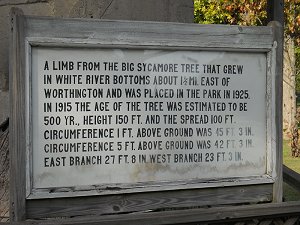 A LIMB FROM THE BIG SYCAMORE TREE THAT GREW
IN WHITE RIVER BOTTOMS ABOUT 1½ MI. EAST OF
WORTHINGTON AND WAS PLACED IN THE PARK IN 1925.
IN 1915 THE AGE OF THE TREE WAS ESTIMATED TO BE
500 YR., HEIGHT 150 FT. AND THE SPREAD 100 FT.
CIRCUMFERENCE 1 FT. ABOVE GROUND WAS 45 FT. 3 IN.
CIRCUMFERENCE 5 FT. ABOVE GROUND WAS 42 FT. 3 IN.
EAST BRANCH 27 FT. 8 IN. WEST BRANCH 23 FT. 3 IN.